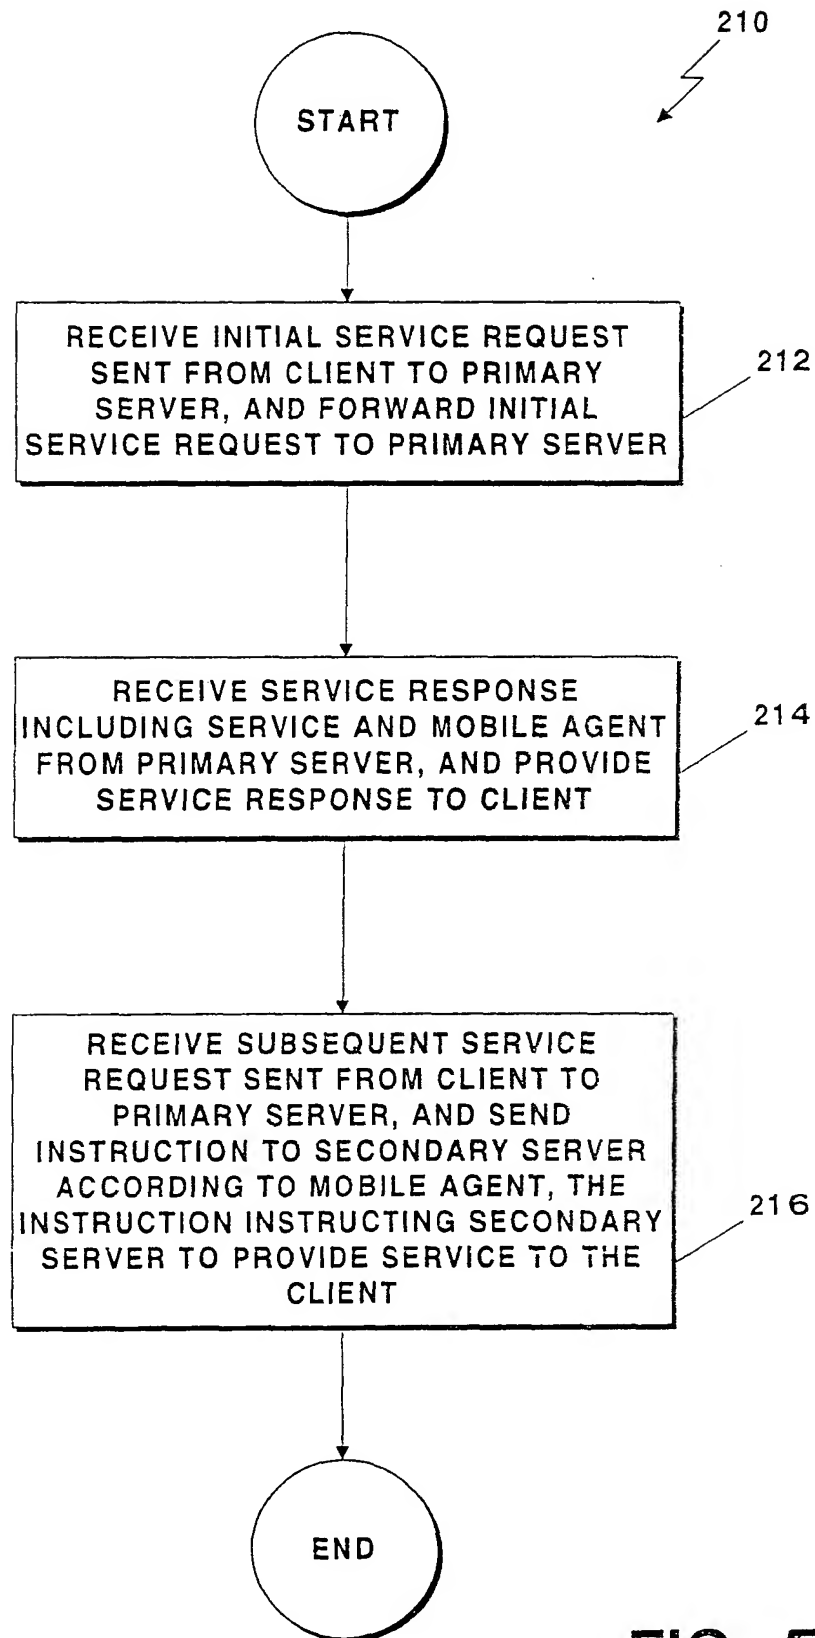 210
START
RECEIVE INITIAL SERVICE REQUEST
SENT FROM CLIENT TO PRIMARY
SERVER, AND FORWARD INITIAL
SERVICE REQUEST TO PRIMARY SERVER
212
RECEIVE SERVICE RESPONSE
INCLUDING SERVICE AND MOBILE AGENT
FROM PRIMARY SERVER, AND PROVIDE
SERVICE RESPONSE TO CLIENT
214
RECEIVE SUBSEQUENT SERVICE
REQUEST SENT FROM CLIENT TO
PRIMARY SERVER, AND SEND
INSTRUCTION TO SECONDARY SERVER
ACCORDING TO MOBILE AGENT, THE
INSTRUCTION INSTRUCTING SECONDARY
SERVER TO PROVIDE SERVICE TO THE
CLIENT
216
END